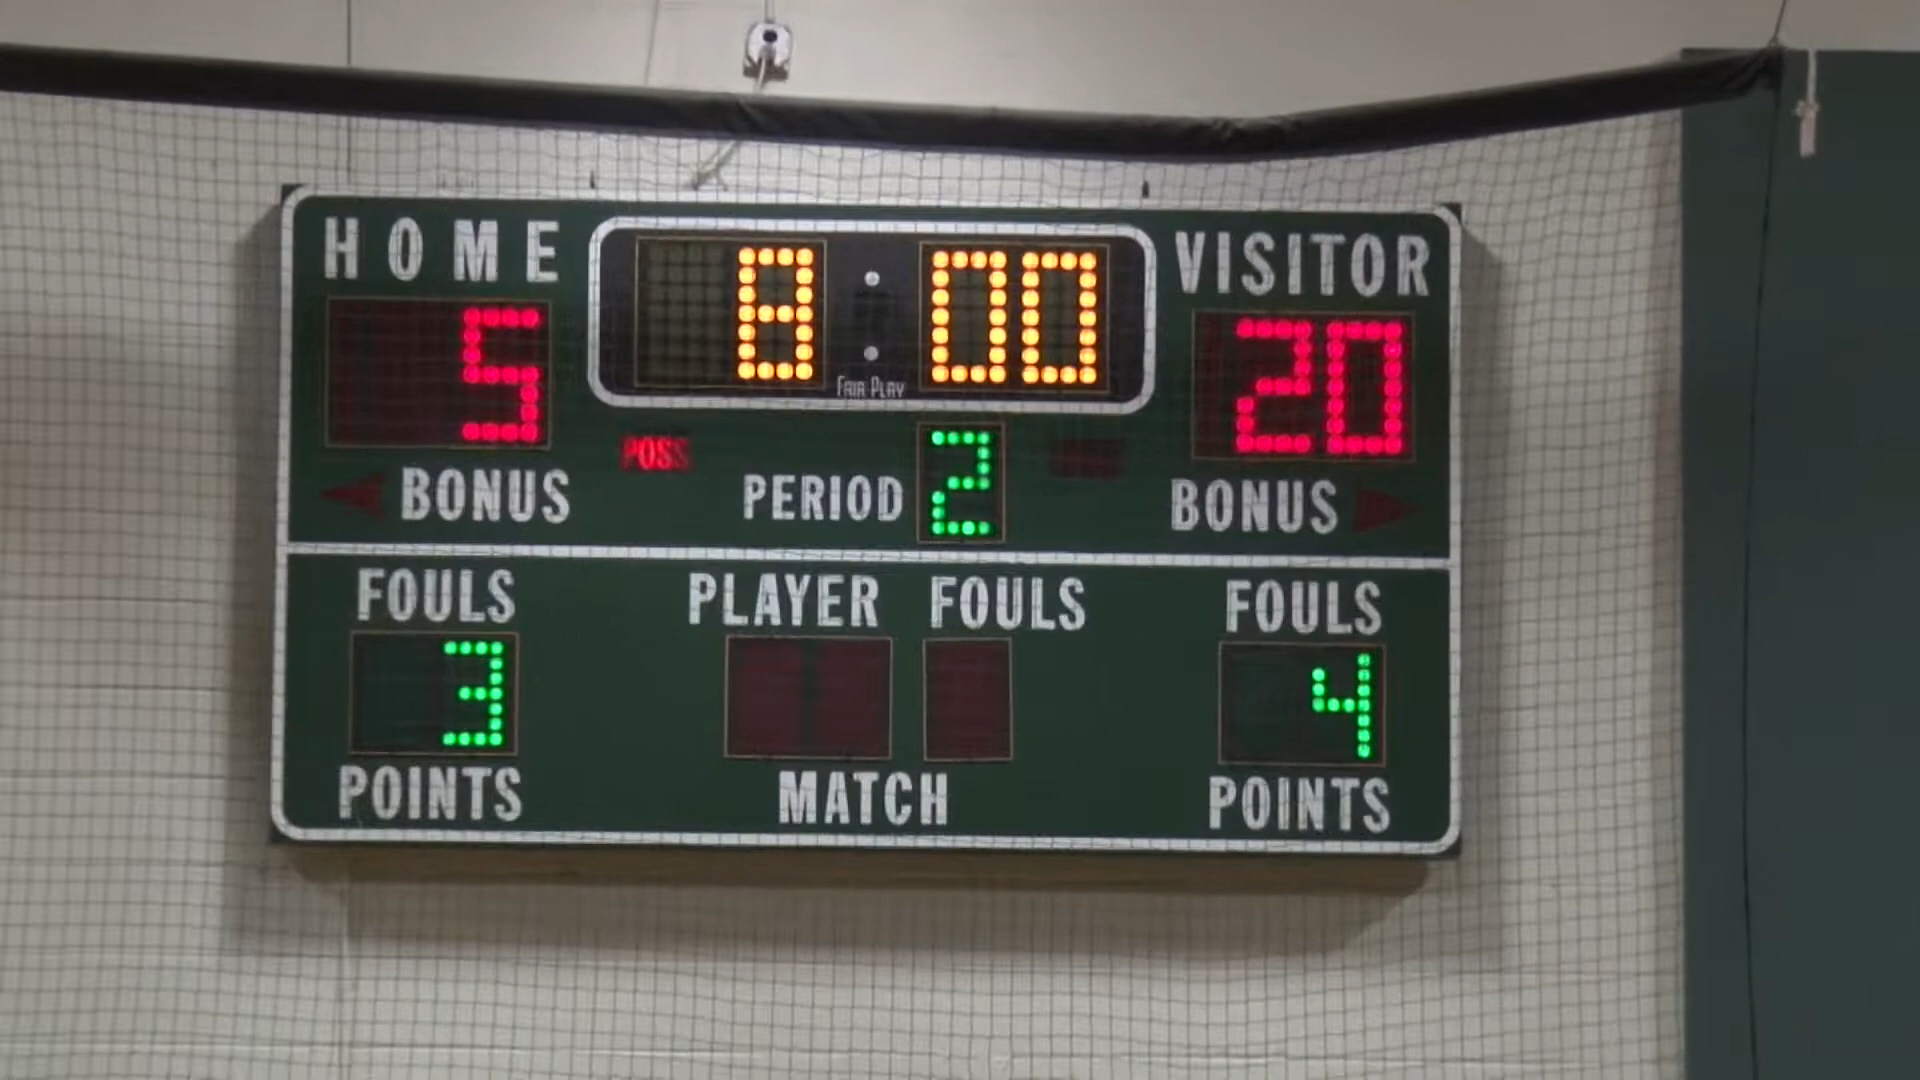 HOME
8:00
VISITOR
5
20
FAIR PLAY
POSS
PERIOD 2
BONUS
BONUS
FOULS
PLAYER FOULS
FOULS
3
4
POINTS
MATCH
POINTS